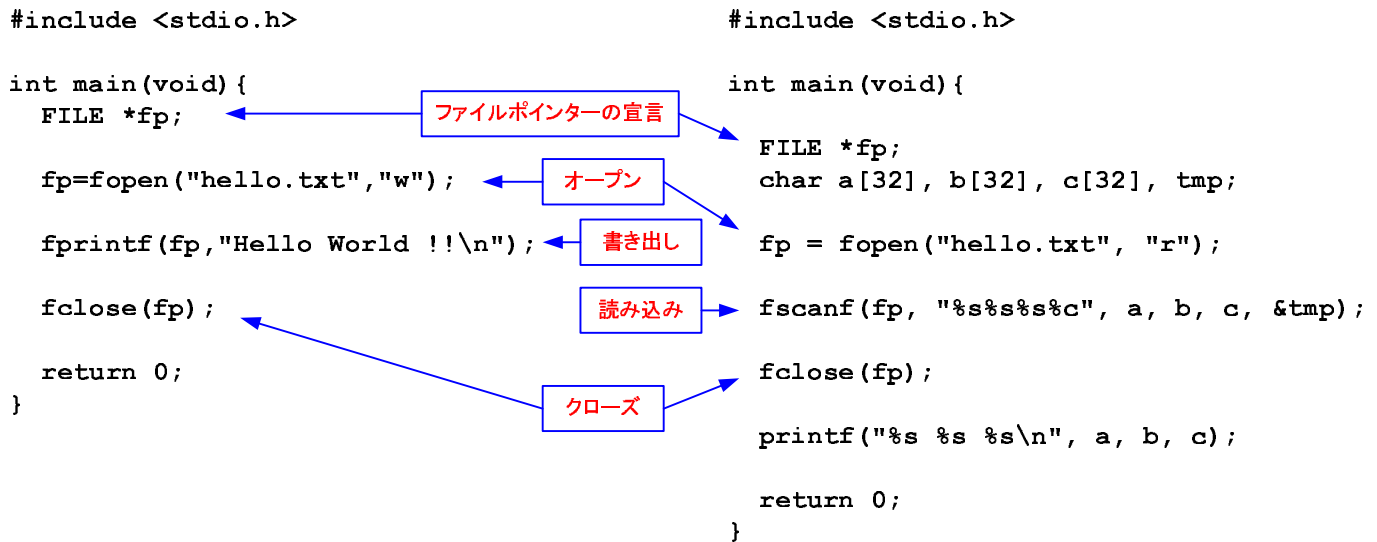 #include <stdio.h>
int main(void){
FILE *fp;
fp=fopen("hello.txt","w");
fprintf(fp,"Hello World !!\n");
fclose(fp);
return 0;
}
ファイルポインターの宣言
オープン
書き出し
読み込み
クローズ
#include <stdio.h>
int main(void){
FILE *fp;
char a[32], b[32], c[32], tmp;
fp = fopen("hello.txt", "r");
fscanf(fp, "%s%s%s%c", a, b, c, &tmp);
fclose(fp);
printf("%s %s %s\n", a, b, c);
return 0;
}